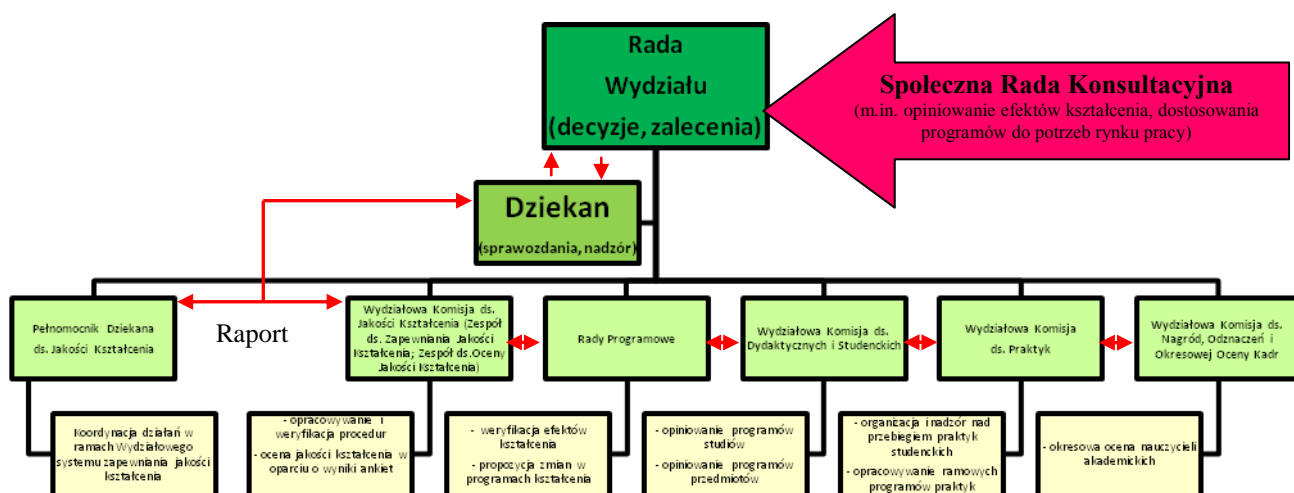 Rada
Wydziału
(decyzje, zalecenia)
Społeczna Rada Konsultacyjna
(m.in. opiniowanie efektów kształcenia, dostosowania
programów do potrzeb rynku pracy)
Dziekan
(sprawozdania, nadzór)
Raport
Pełnomocnik Dziekana
ds. Jakości Kształcenia
Wydziałowa Komisja ds.
Jakości Kształcenia (Zespół
ds. Zapewniania Jakości
Kształcenia; Zespół ds.Oceny
Jakości Kształcenia)
Rady Programowe
Wydziałowa Komisja ds.
Dydaktycznych i Studenckich
Wydziałowa Komisja
ds. Praktyk
Wydziałowa Komisja ds.
Nagród, Odznaczeń i
Okresowej Oceny Kadr
Koordynacja działań w
ramach Wydziałowego
systemu zapewniania jakości
kształcenia
- opracowywanie i
weryfikacja procedur
- ocena jakości kształcenia w
oparciu o wyniki ankiet
- weryfikacja efektów
kształcenia
- propozycja zmian w
programach kształcenia
- opiniowanie programów
studiów
- opiniowanie programów
przedmiotów
- organizacja i nadzór nad
przebiegiem praktyk
studenckich
- opracowywanie ramowych
programów praktyk
- okresowa ocena nauczycieli
akademickich